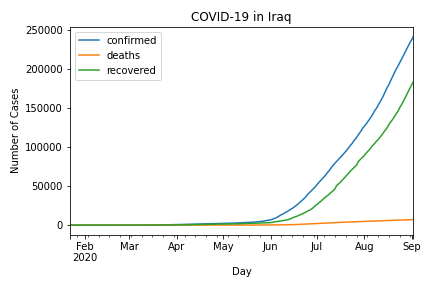 COVID-19 in Iraq
250000
200000
150000
100000
50000
0
Number of Cases
confirmed
deaths
recovered
Feb Mar Apr May Jun Jul Aug Sep
2020
Day